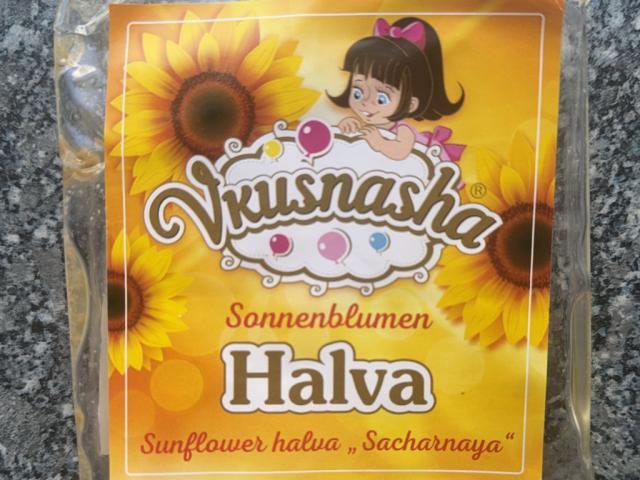 Vkusnasha®
Sonnenblumen
Halva
Sunflower halva „Sacharnaya“